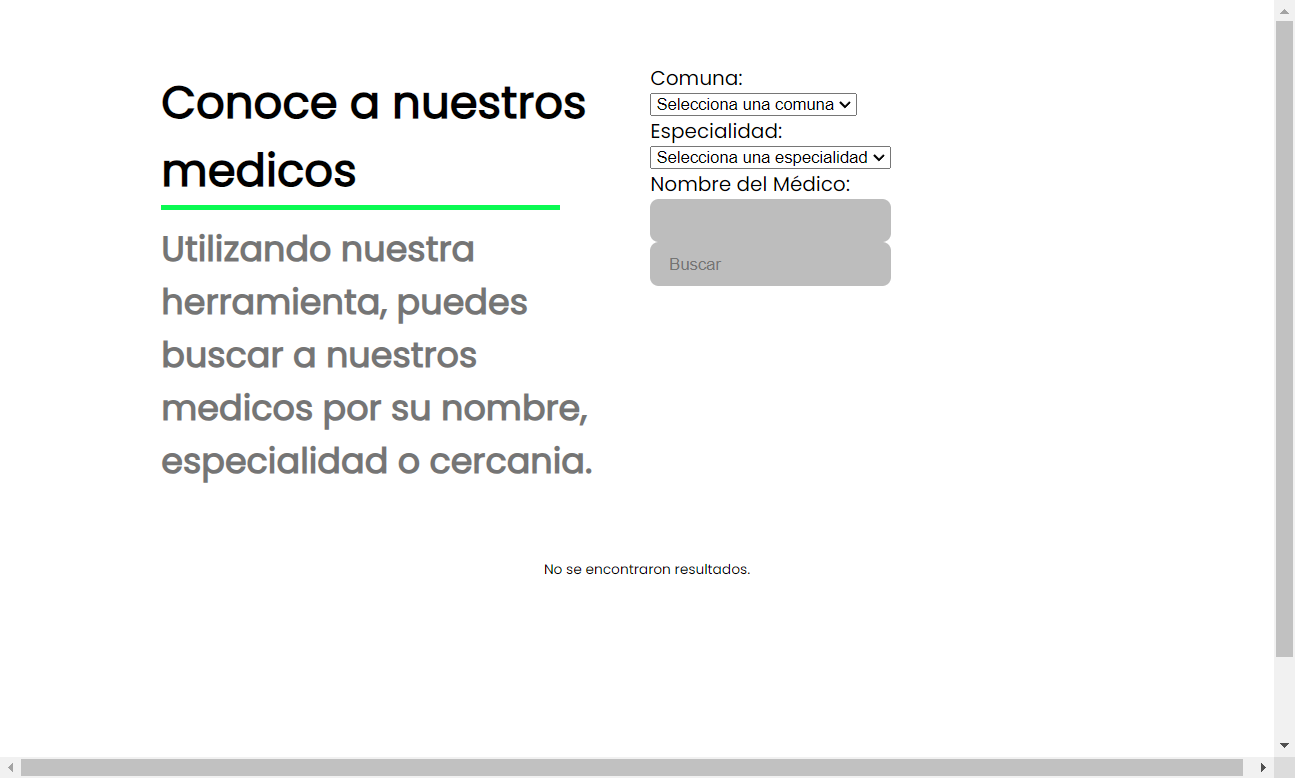 Conoce a nuestros
medicos
Utilizando nuestra
herramienta, puedes
buscar a nuestros
medicos por su nombre,
especialidad o cercania.
Comuna:
Selecciona una comuna
Especialidad:
Selecciona una especialidad
Nombre del Médico:
Buscar
No se encontraron resultados.